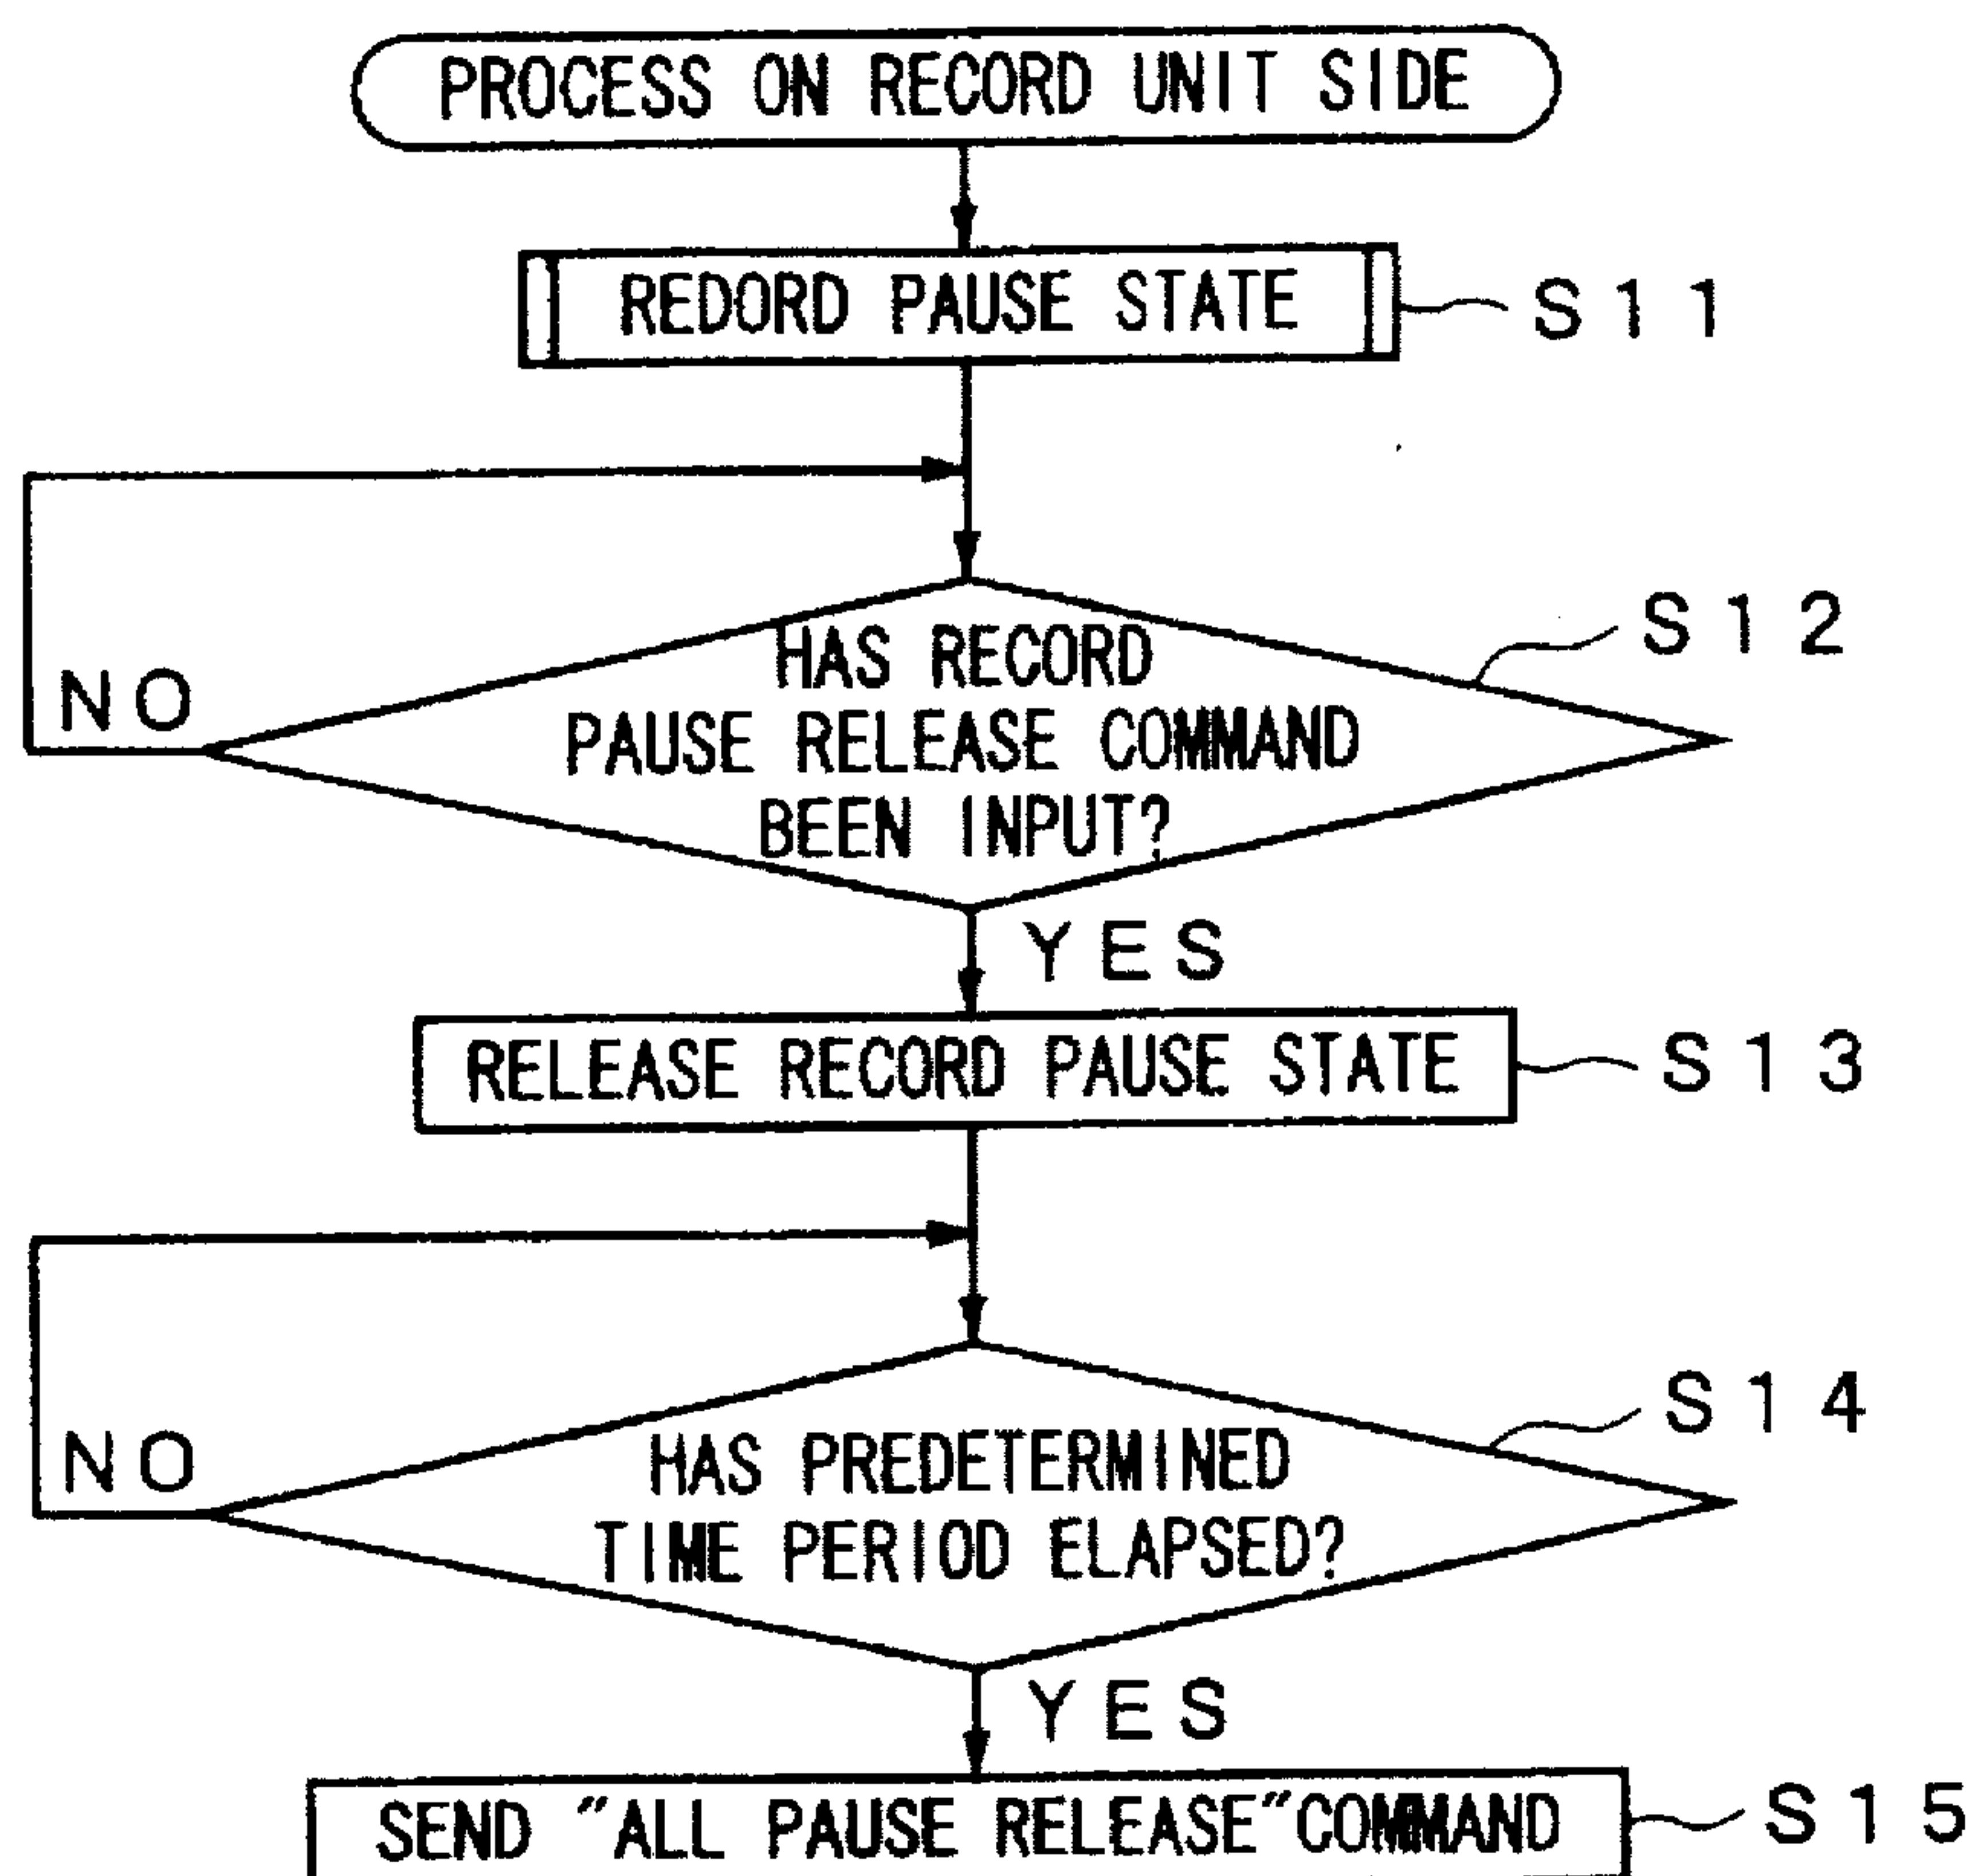 PROCESS ON RECORD UNIT SIDE
REDORD PAUSE STATE
S11
HAS RECORD
PAUSE RELEASE COMMAND
BEEN INPUT?
S12
NO
YES
RELEASE RECORD PAUSE STATE
S13
HAS PREDETERMINED
TIME PERIOD ELAPSED?
S14
NO
YES
SEND "ALL PAUSE RELEASE"COMMAND
S15